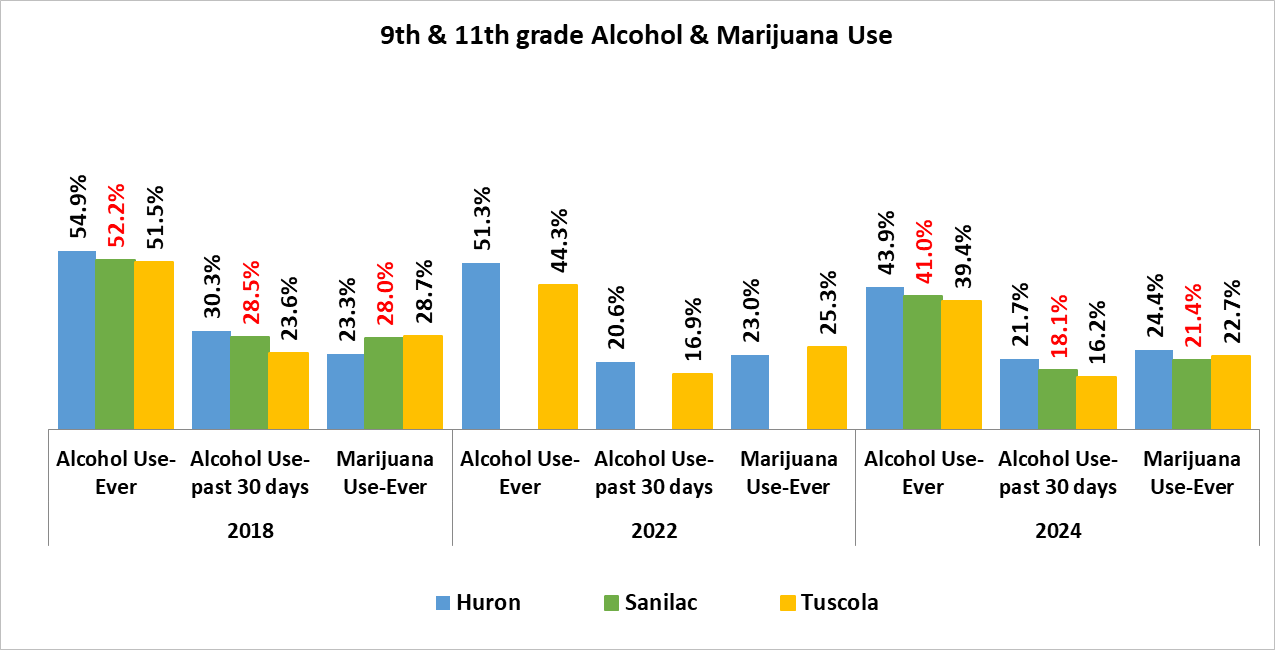 9th & 11th grade Alcohol & Marijuana Use
54.9%
52.2%
51.5%
30.3%
28.5%
23.6%
23.3%
28.0%
28.7%
51.3%
44.3%
20.6%
16.9%
23.0%
25.3%
43.9%
41.0%
39.4%
21.7%
18.1%
16.2%
24.4%
21.4%
22.7%
Alcohol Use-
Ever
Alcohol Use-
past 30 days
Marijuana
Use-Ever
Alcohol Use-
Ever
Alcohol Use-
past 30 days
Marijuana
Use-Ever
Alcohol Use-
Ever
Alcohol Use-
past 30 days
Marijuana
Use-Ever
2018
2022
2024
Huron
Sanilac
Tuscola